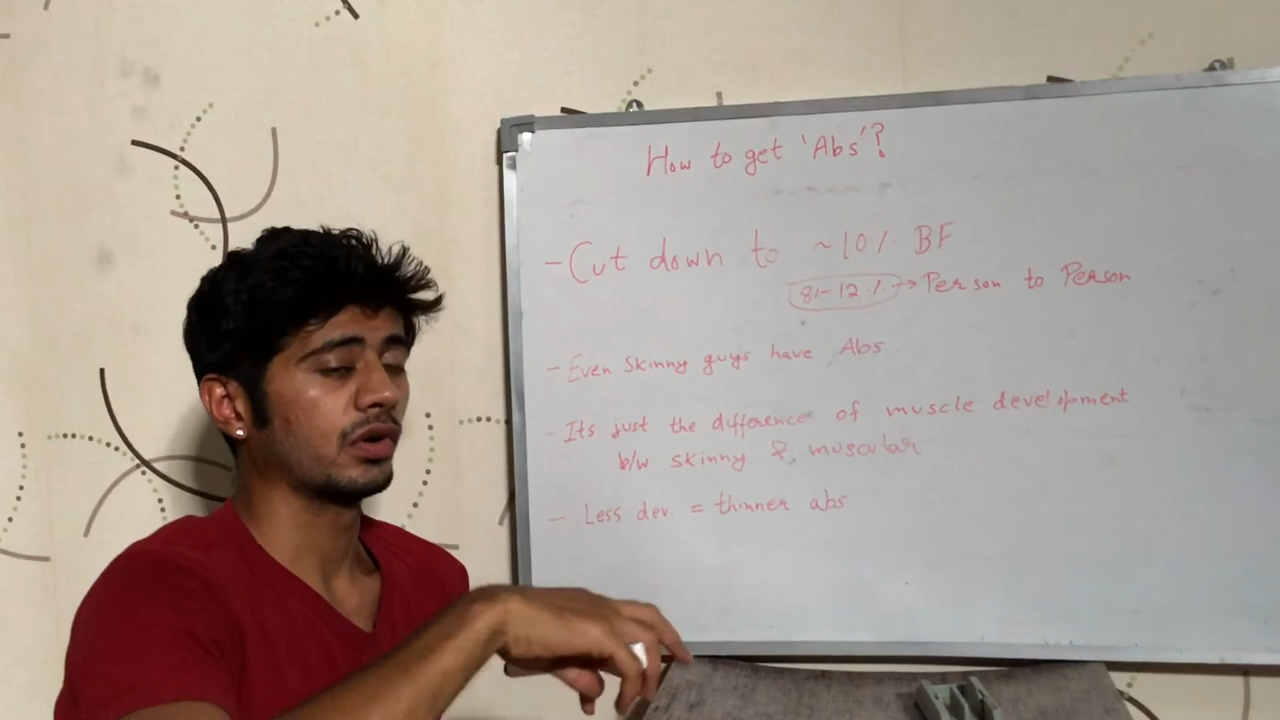 How to get 'Abs'?
- Cut down to ~10% BF
8%-12% → Person to Person
- Even skinny guys have Abs
- Its just the difference of muscle development
b/w skinny & muscular
- Less dev. = thinner abs